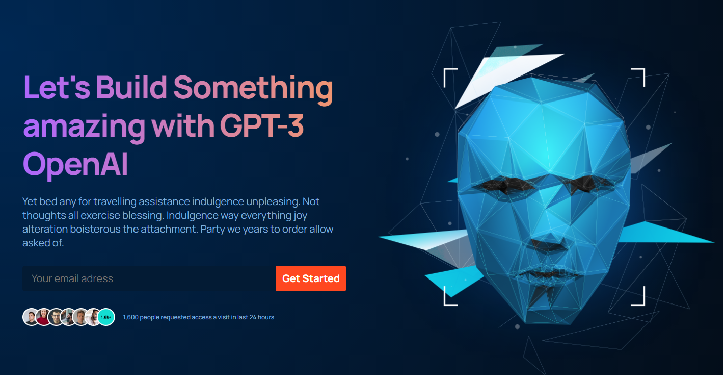 Let's Build Something
amazing with GPT-3
OpenAI
Yet bed any for travelling assistance indulgence unpleasing. Not
thoughts all exercise blessing. Indulgence way everything joy
alteration boisterous the attachment. Party we years to order allow
asked of.
Your email adress
Get Started
1,600 people requested access a visit in last 24 hours